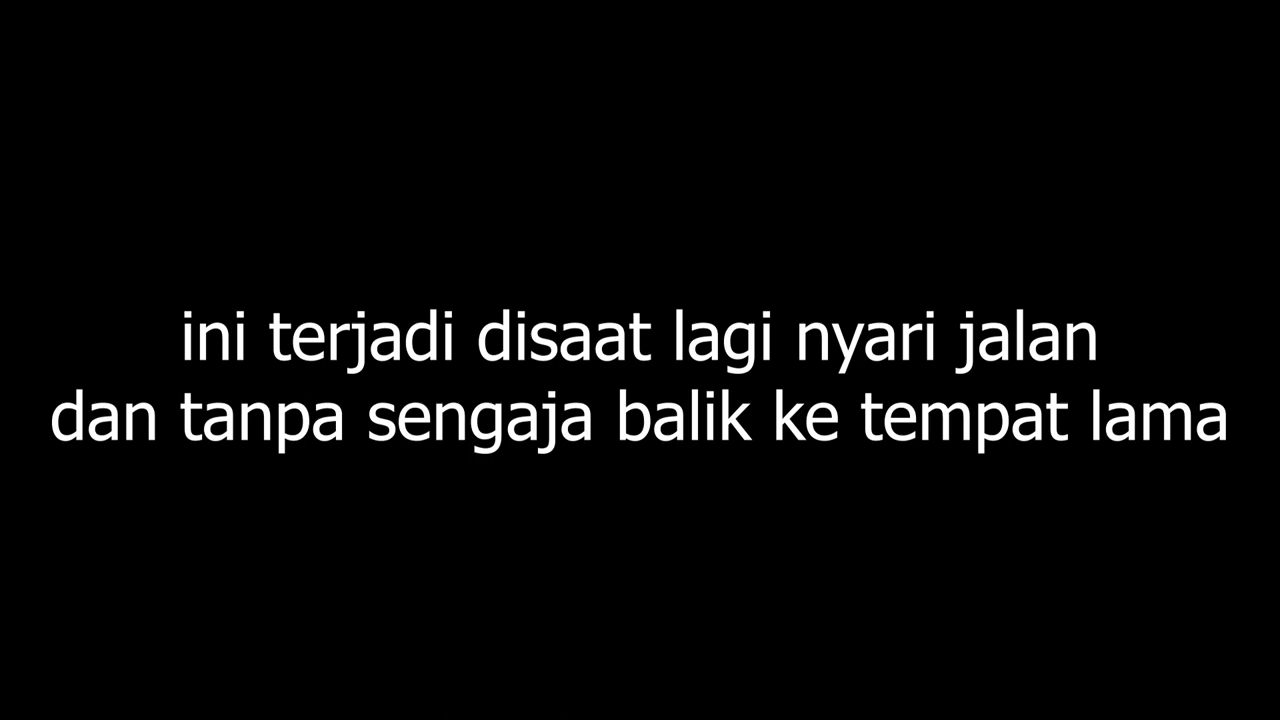 ini terjadi disaat lagi nyari jalan
dan tanpa sengaja balik ke tempat lama